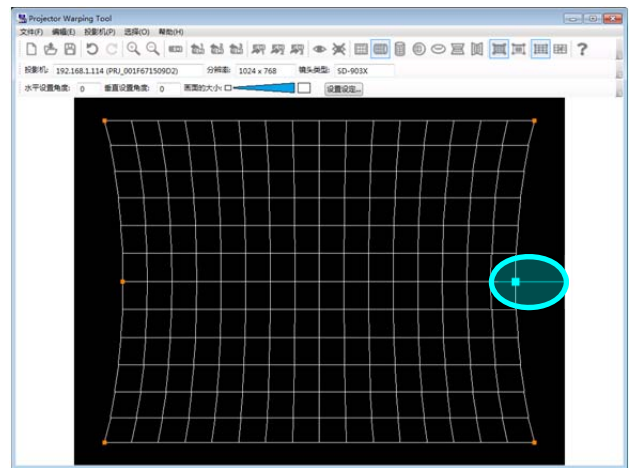 Projector Warping Tool
文件(F) 编辑(E) 投影机(P) 选择(O) 帮助(H)
投影机: 192.168.1.114 (PRJ_001F671509D2) 分辨率: 1024 x 768 镜头类型: SD-903X
水平设置角度: 0 垂直设置角度: 0 画面的大小: 设置设定...